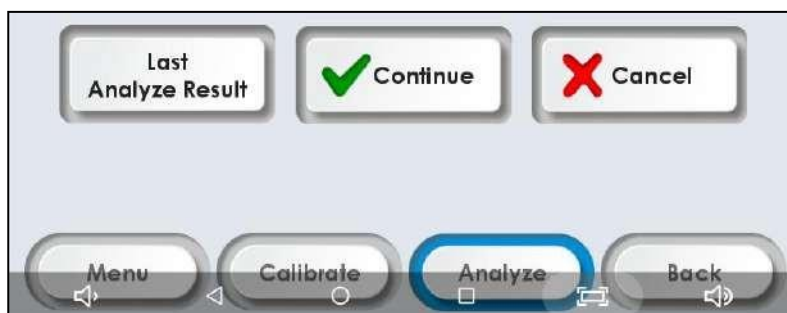 Last
Analyze Result
Continue
Cancel
Menu
Calibrate
Analyze
Back